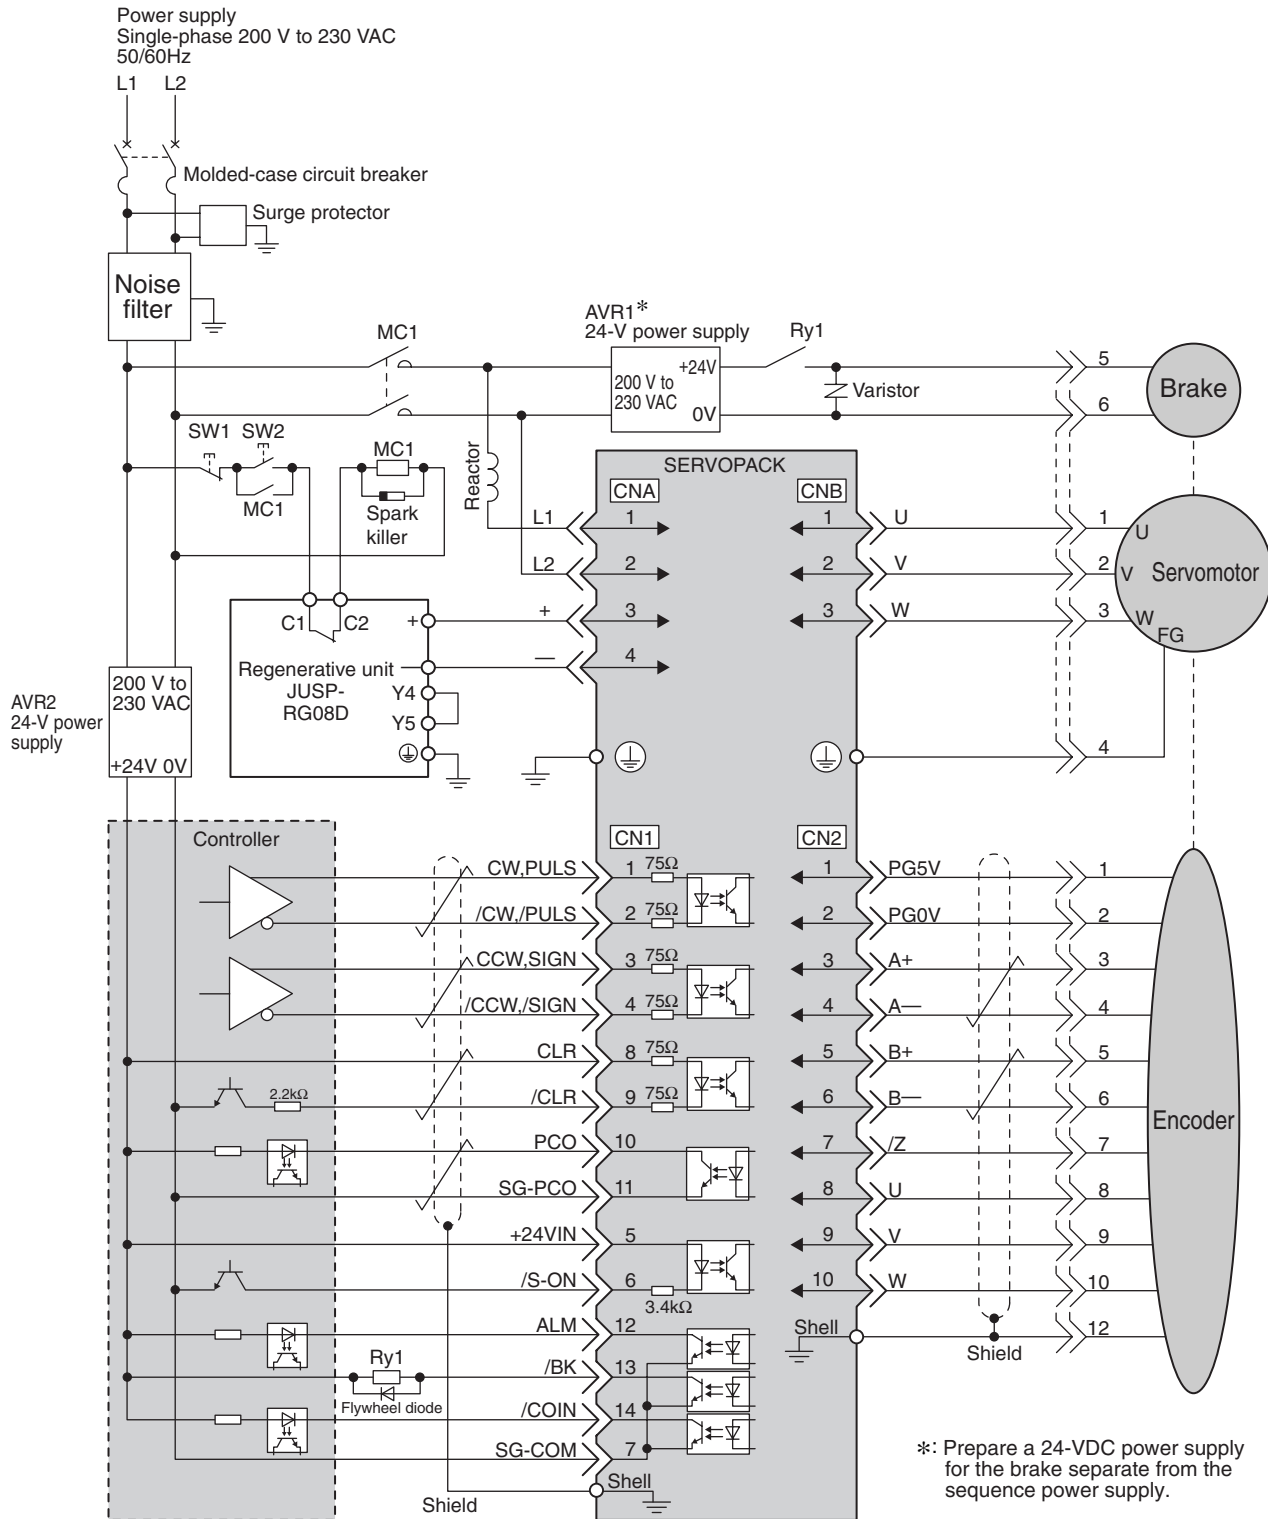 Power supply
Single-phase 200 V to 230 VAC
50/60Hz
L1 L2
Molded-case circuit breaker
Surge protector
Noise
filter
MC1
AVR1*
24-V power supply
Ry1
200 V to
230 VAC
+24V
0V
Varistor
5
6
Brake
SW1 SW2
MC1
MC1
Spark
killer
Reactor
SERVOPACK
CNA CNB
L1 1 1 U 1 U
L2 2 2 V 2 V
Servomotor
+ 3 3 W 3 W
FG
— 4
C1 C2
+
—
Regenerative unit
JUSP-
RG08D
Y4
Y5
4
AVR2
24-V power
supply
200 V to
230 VAC
+24V 0V
Controller
CN1 CN2
CW,PULS 1 75Ω 1 PG5V 1
/CW,/PULS 2 75Ω 2 PG0V 2
CCW,SIGN 3 75Ω 3 A+ 3
/CCW,/SIGN 4 75Ω 4 A— 4
CLR 8 75Ω 5 B+ 5
2.2kΩ /CLR 9 75Ω 6 B— 6
Encoder
PCO 10 7 /Z 7
SG-PCO 11 8 U 8
+24VIN 5 9 V 9
/S-ON 6 3.4kΩ 10 W 10
ALM 12 Shell 12
Shield
Ry1 /BK 13
Flywheel diode
/COIN 14
SG-COM 7
Shell
Shield
*: Prepare a 24-VDC power supply
for the brake separate from the
sequence power supply.